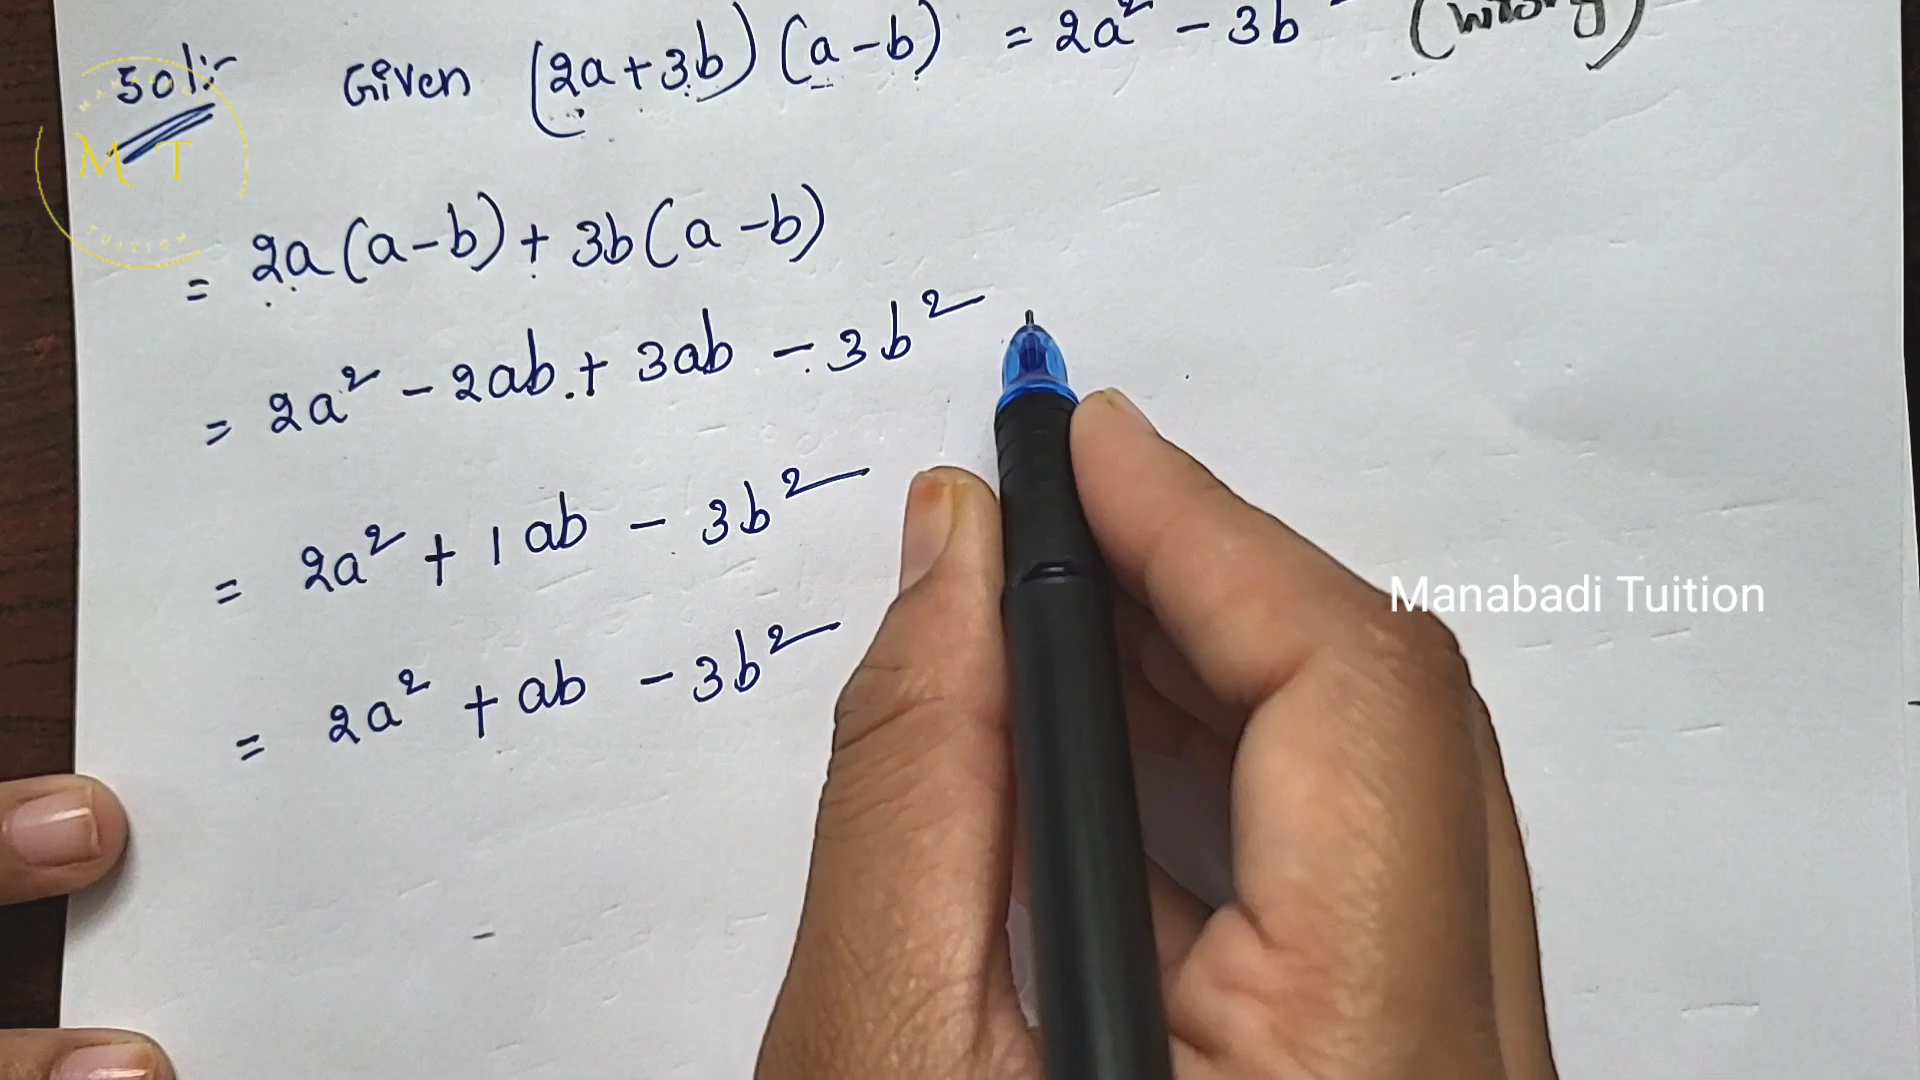 Sol:- Given (2a+3b)(a-b) = 2a² - 3b² (wrong)
M T
TUITION
= 2a(a-b) + 3b(a-b)
= 2a² - 2ab + 3ab - 3b²
= 2a² + 1ab - 3b²
Manabadi Tuition
= 2a² + ab - 3b²